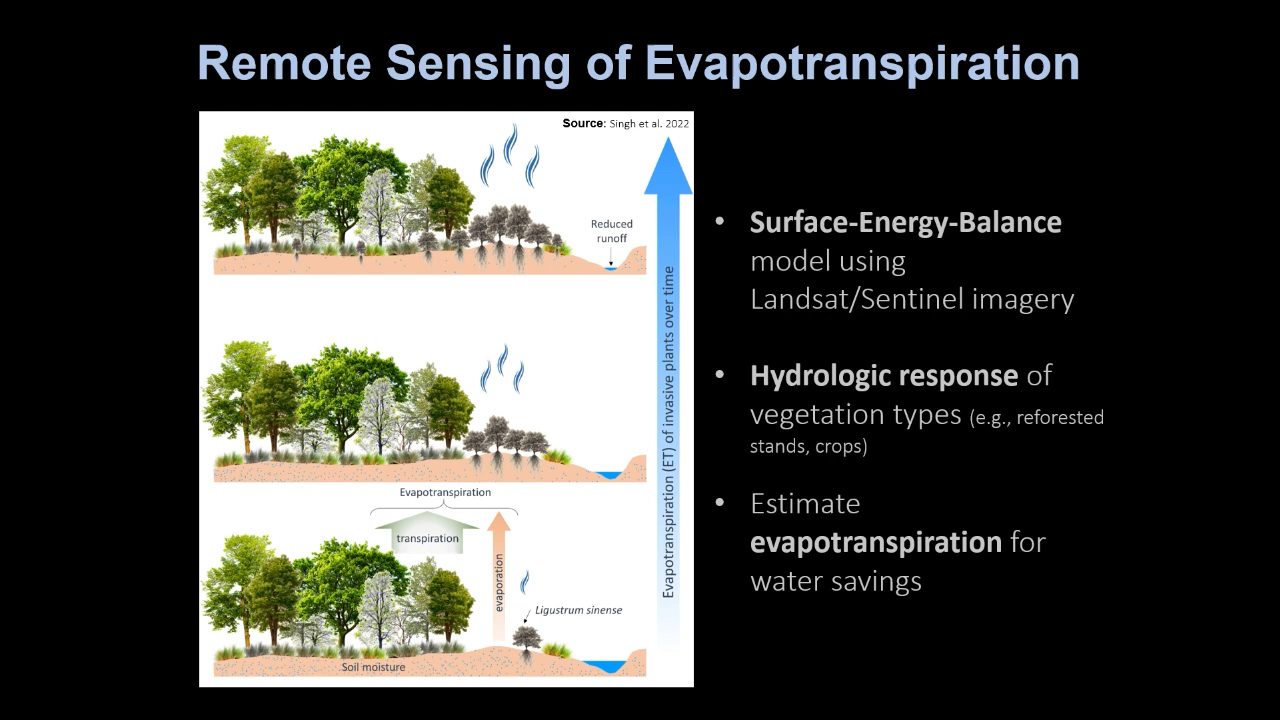 Remote Sensing of Evapotranspiration
Source: Singh et al. 2022
Reduced
runoff
Evapotranspiration (ET) of invasive plants over time
Evapotranspiration
transpiration
evaporation
Ligustrum sinense
Soil moisture
• Surface-Energy-Balance
model using
Landsat/Sentinel imagery
• Hydrologic response of
vegetation types (e.g., reforested
stands, crops)
• Estimate
evapotranspiration for
water savings